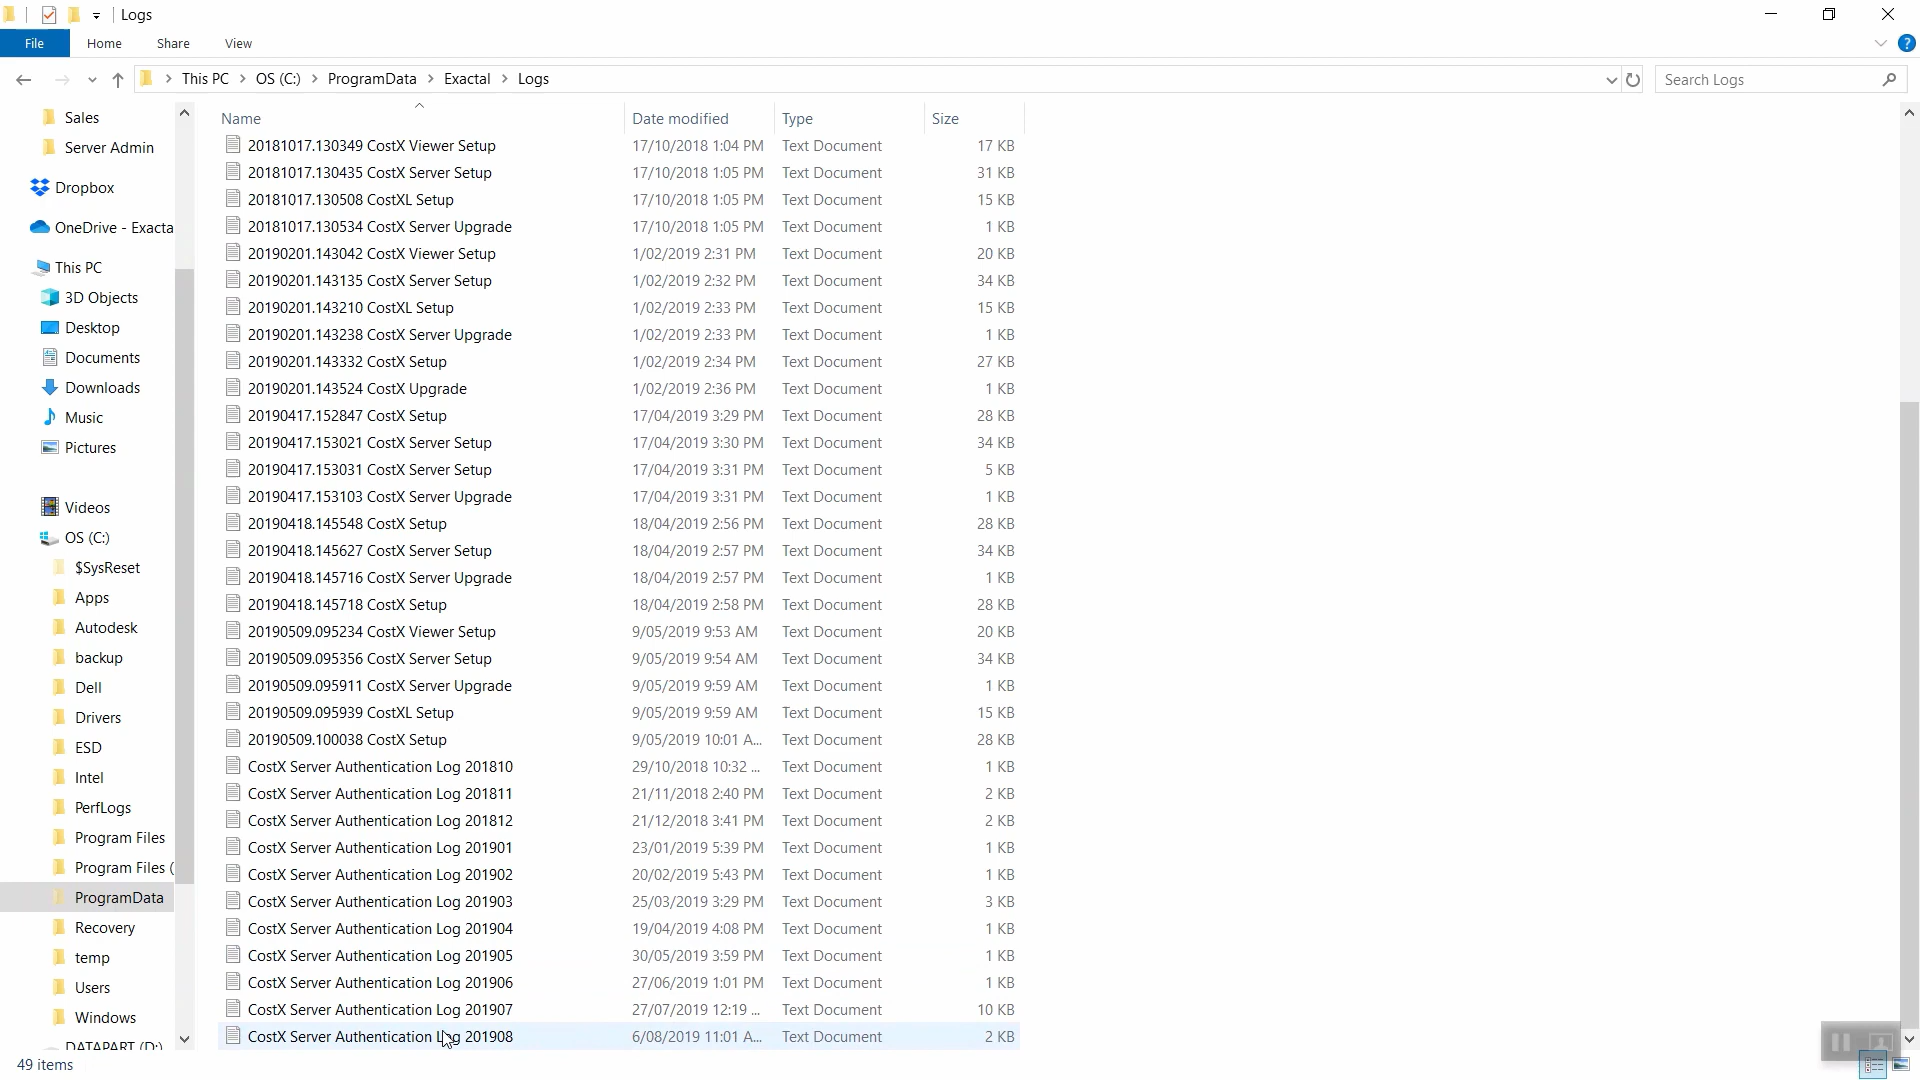 Logs
File Home Share View
This PC OS (C:) ProgramData Exactal Logs
Search Logs
Sales
Server Admin
Dropbox
OneDrive - Exacta
This PC
3D Objects
Desktop
Documents
Downloads
Music
Pictures
Videos
OS (C:)
$SysReset
Apps
Autodesk
backup
Dell
Drivers
ESD
Intel
PerfLogs
Program Files
Program Files (
ProgramData
Recovery
temp
Users
Windows
DATAPART (D:)
Name Date modified Type Size
20181017.130349 CostX Viewer Setup 17/10/2018 1:04 PM Text Document 17 KB
20181017.130435 CostX Server Setup 17/10/2018 1:05 PM Text Document 31 KB
20181017.130508 CostXL Setup 17/10/2018 1:05 PM Text Document 15 KB
20181017.130534 CostX Server Upgrade 17/10/2018 1:05 PM Text Document 1 KB
20190201.143042 CostX Viewer Setup 1/02/2019 2:31 PM Text Document 20 KB
20190201.143135 CostX Server Setup 1/02/2019 2:32 PM Text Document 34 KB
20190201.143210 CostXL Setup 1/02/2019 2:33 PM Text Document 15 KB
20190201.143238 CostX Server Upgrade 1/02/2019 2:33 PM Text Document 1 KB
20190201.143332 CostX Setup 1/02/2019 2:34 PM Text Document 27 KB
20190201.143524 CostX Upgrade 1/02/2019 2:36 PM Text Document 1 KB
20190417.152847 CostX Setup 17/04/2019 3:29 PM Text Document 28 KB
20190417.153021 CostX Server Setup 17/04/2019 3:30 PM Text Document 34 KB
20190417.153031 CostX Server Setup 17/04/2019 3:31 PM Text Document 5 KB
20190417.153103 CostX Server Upgrade 17/04/2019 3:31 PM Text Document 1 KB
20190418.145548 CostX Setup 18/04/2019 2:56 PM Text Document 28 KB
20190418.145627 CostX Server Setup 18/04/2019 2:57 PM Text Document 34 KB
20190418.145716 CostX Server Upgrade 18/04/2019 2:57 PM Text Document 1 KB
20190418.145718 CostX Setup 18/04/2019 2:58 PM Text Document 28 KB
20190509.095234 CostX Viewer Setup 9/05/2019 9:53 AM Text Document 20 KB
20190509.095356 CostX Server Setup 9/05/2019 9:54 AM Text Document 34 KB
20190509.095911 CostX Server Upgrade 9/05/2019 9:59 AM Text Document 1 KB
20190509.095939 CostXL Setup 9/05/2019 9:59 AM Text Document 15 KB
20190509.100038 CostX Setup 9/05/2019 10:01 A... Text Document 28 KB
CostX Server Authentication Log 201810 29/10/2018 10:32 ... Text Document 1 KB
CostX Server Authentication Log 201811 21/11/2018 2:40 PM Text Document 2 KB
CostX Server Authentication Log 201812 21/12/2018 3:41 PM Text Document 2 KB
CostX Server Authentication Log 201901 23/01/2019 5:39 PM Text Document 1 KB
CostX Server Authentication Log 201902 20/02/2019 5:43 PM Text Document 1 KB
CostX Server Authentication Log 201903 25/03/2019 3:29 PM Text Document 3 KB
CostX Server Authentication Log 201904 19/04/2019 4:08 PM Text Document 1 KB
CostX Server Authentication Log 201905 30/05/2019 3:59 PM Text Document 1 KB
CostX Server Authentication Log 201906 27/06/2019 1:01 PM Text Document 1 KB
CostX Server Authentication Log 201907 27/07/2019 12:19 ... Text Document 10 KB
CostX Server Authentication Log 201908 6/08/2019 11:01 A... Text Document 2 KB
49 items